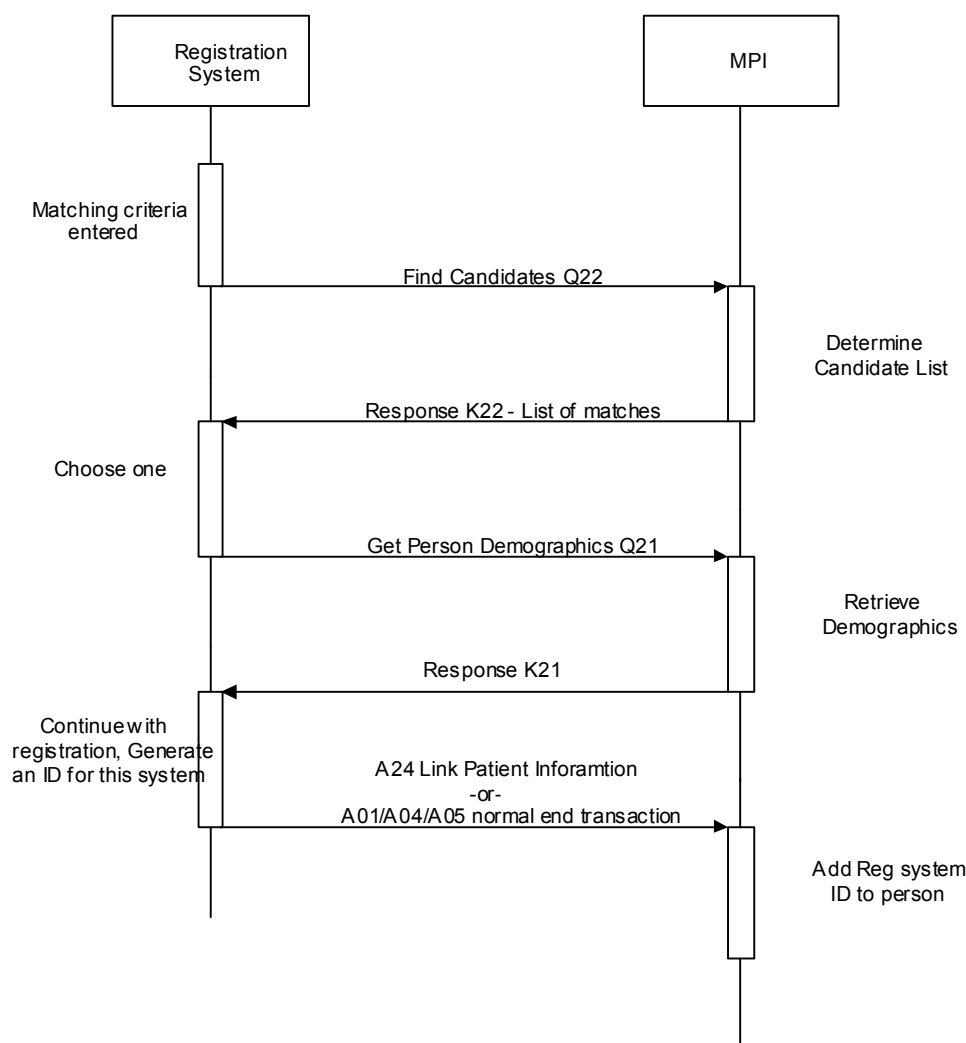 Registration
System
MPI
Matching criteria
entered
Find Candidates Q22
Determine
Candidate List
Response K22 - List of matches
Choose one
Get Person Demographics Q21
Retrieve
Demographics
Response K21
Continue with
registration, Generate
an ID for this system
A24 Link Patient Inforamtion
-or-
A01/A04/A05 normal end transaction
Add Reg system
ID to person